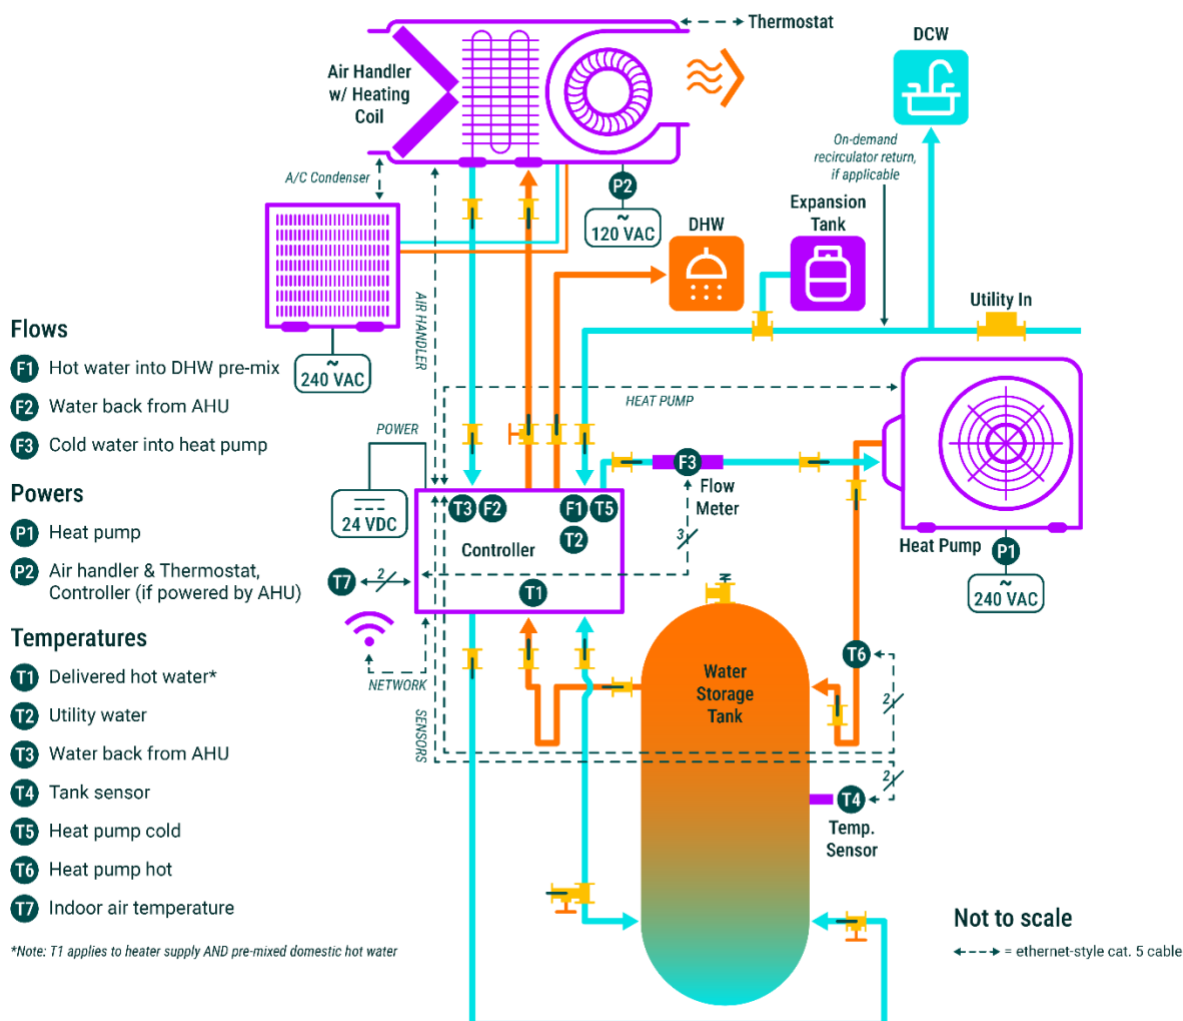 Thermostat
DCW
Air Handler
w/ Heating
Coil
On-demand
recirculator return,
if applicable
A/C Condenser
P2
~
120 VAC
DHW
Expansion
Tank
Utility In
AIR HANDLER
~
240 VAC
HEAT PUMP
POWER
24 VDC
F3
Flow
Meter
3
T3
F2
F1
T5
T2
Controller
T1
Heat Pump
P1
~
240 VAC
T7
2
NETWORK
SENSORS
Water
Storage
Tank
T6
2
2
T4
Temp.
Sensor
Flows
F1 Hot water into DHW pre-mix
F2 Water back from AHU
F3 Cold water into heat pump
Powers
P1 Heat pump
P2 Air handler & Thermostat,
Controller (if powered by AHU)
Temperatures
T1 Delivered hot water*
T2 Utility water
T3 Water back from AHU
T4 Tank sensor
T5 Heat pump cold
T6 Heat pump hot
T7 Indoor air temperature
*Note: T1 applies to heater supply AND pre-mixed domestic hot water
Not to scale
= ethernet-style cat. 5 cable